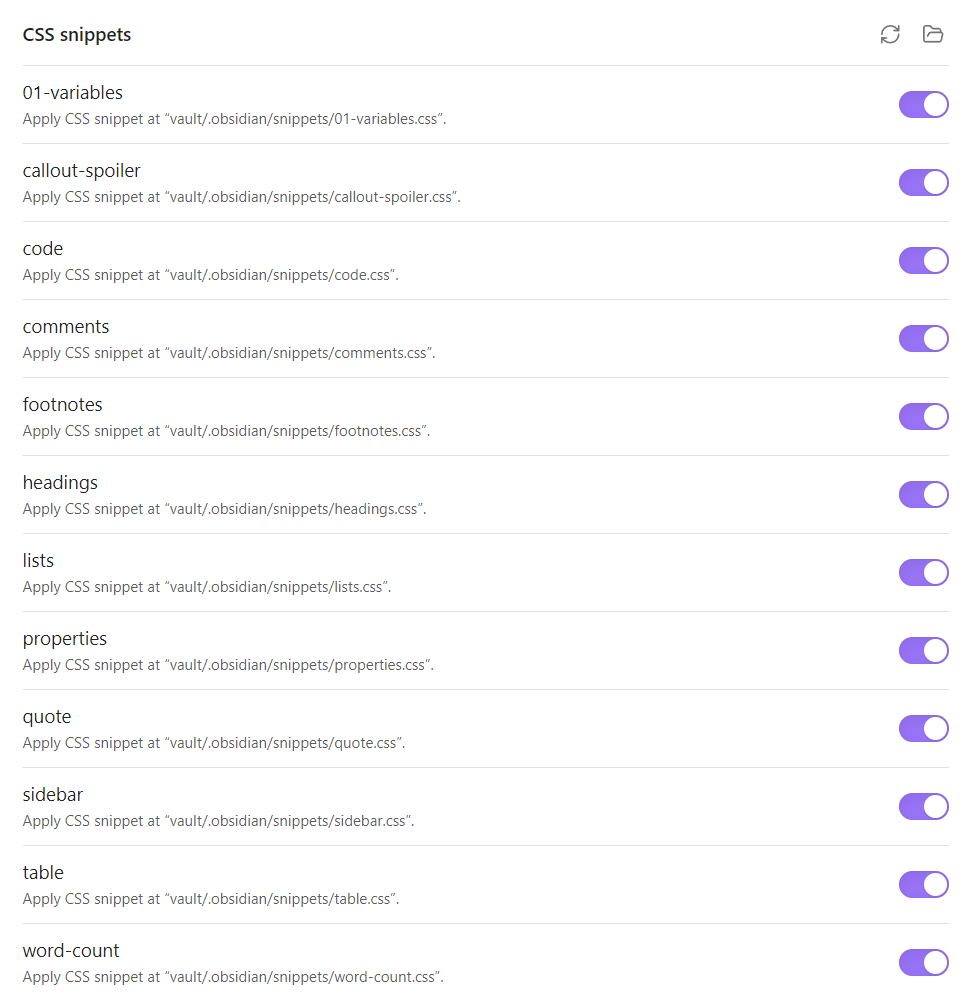 CSS snippets
01-variables
Apply CSS snippet at “vault/.obsidian/snippets/01-variables.css”.
callout-spoiler
Apply CSS snippet at “vault/.obsidian/snippets/callout-spoiler.css”.
code
Apply CSS snippet at “vault/.obsidian/snippets/code.css”.
comments
Apply CSS snippet at “vault/.obsidian/snippets/comments.css”.
footnotes
Apply CSS snippet at “vault/.obsidian/snippets/footnotes.css”.
headings
Apply CSS snippet at “vault/.obsidian/snippets/headings.css”.
lists
Apply CSS snippet at “vault/.obsidian/snippets/lists.css”.
properties
Apply CSS snippet at “vault/.obsidian/snippets/properties.css”.
quote
Apply CSS snippet at “vault/.obsidian/snippets/quote.css”.
sidebar
Apply CSS snippet at “vault/.obsidian/snippets/sidebar.css”.
table
Apply CSS snippet at “vault/.obsidian/snippets/table.css”.
word-count
Apply CSS snippet at “vault/.obsidian/snippets/word-count.css”.